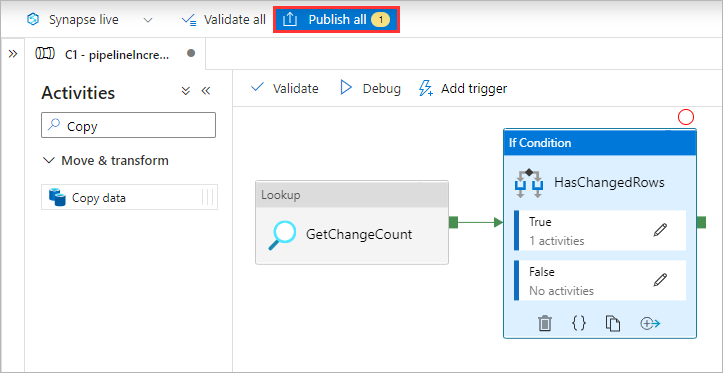 Synapse live
Validate all
Publish all 1
C1 - pipelineIncre...
Activities
Copy
Move & transform
Copy data
Validate
Debug
Add trigger
Lookup
GetChangeCount
If Condition
HasChangedRows
True
1 activities
False
No activities